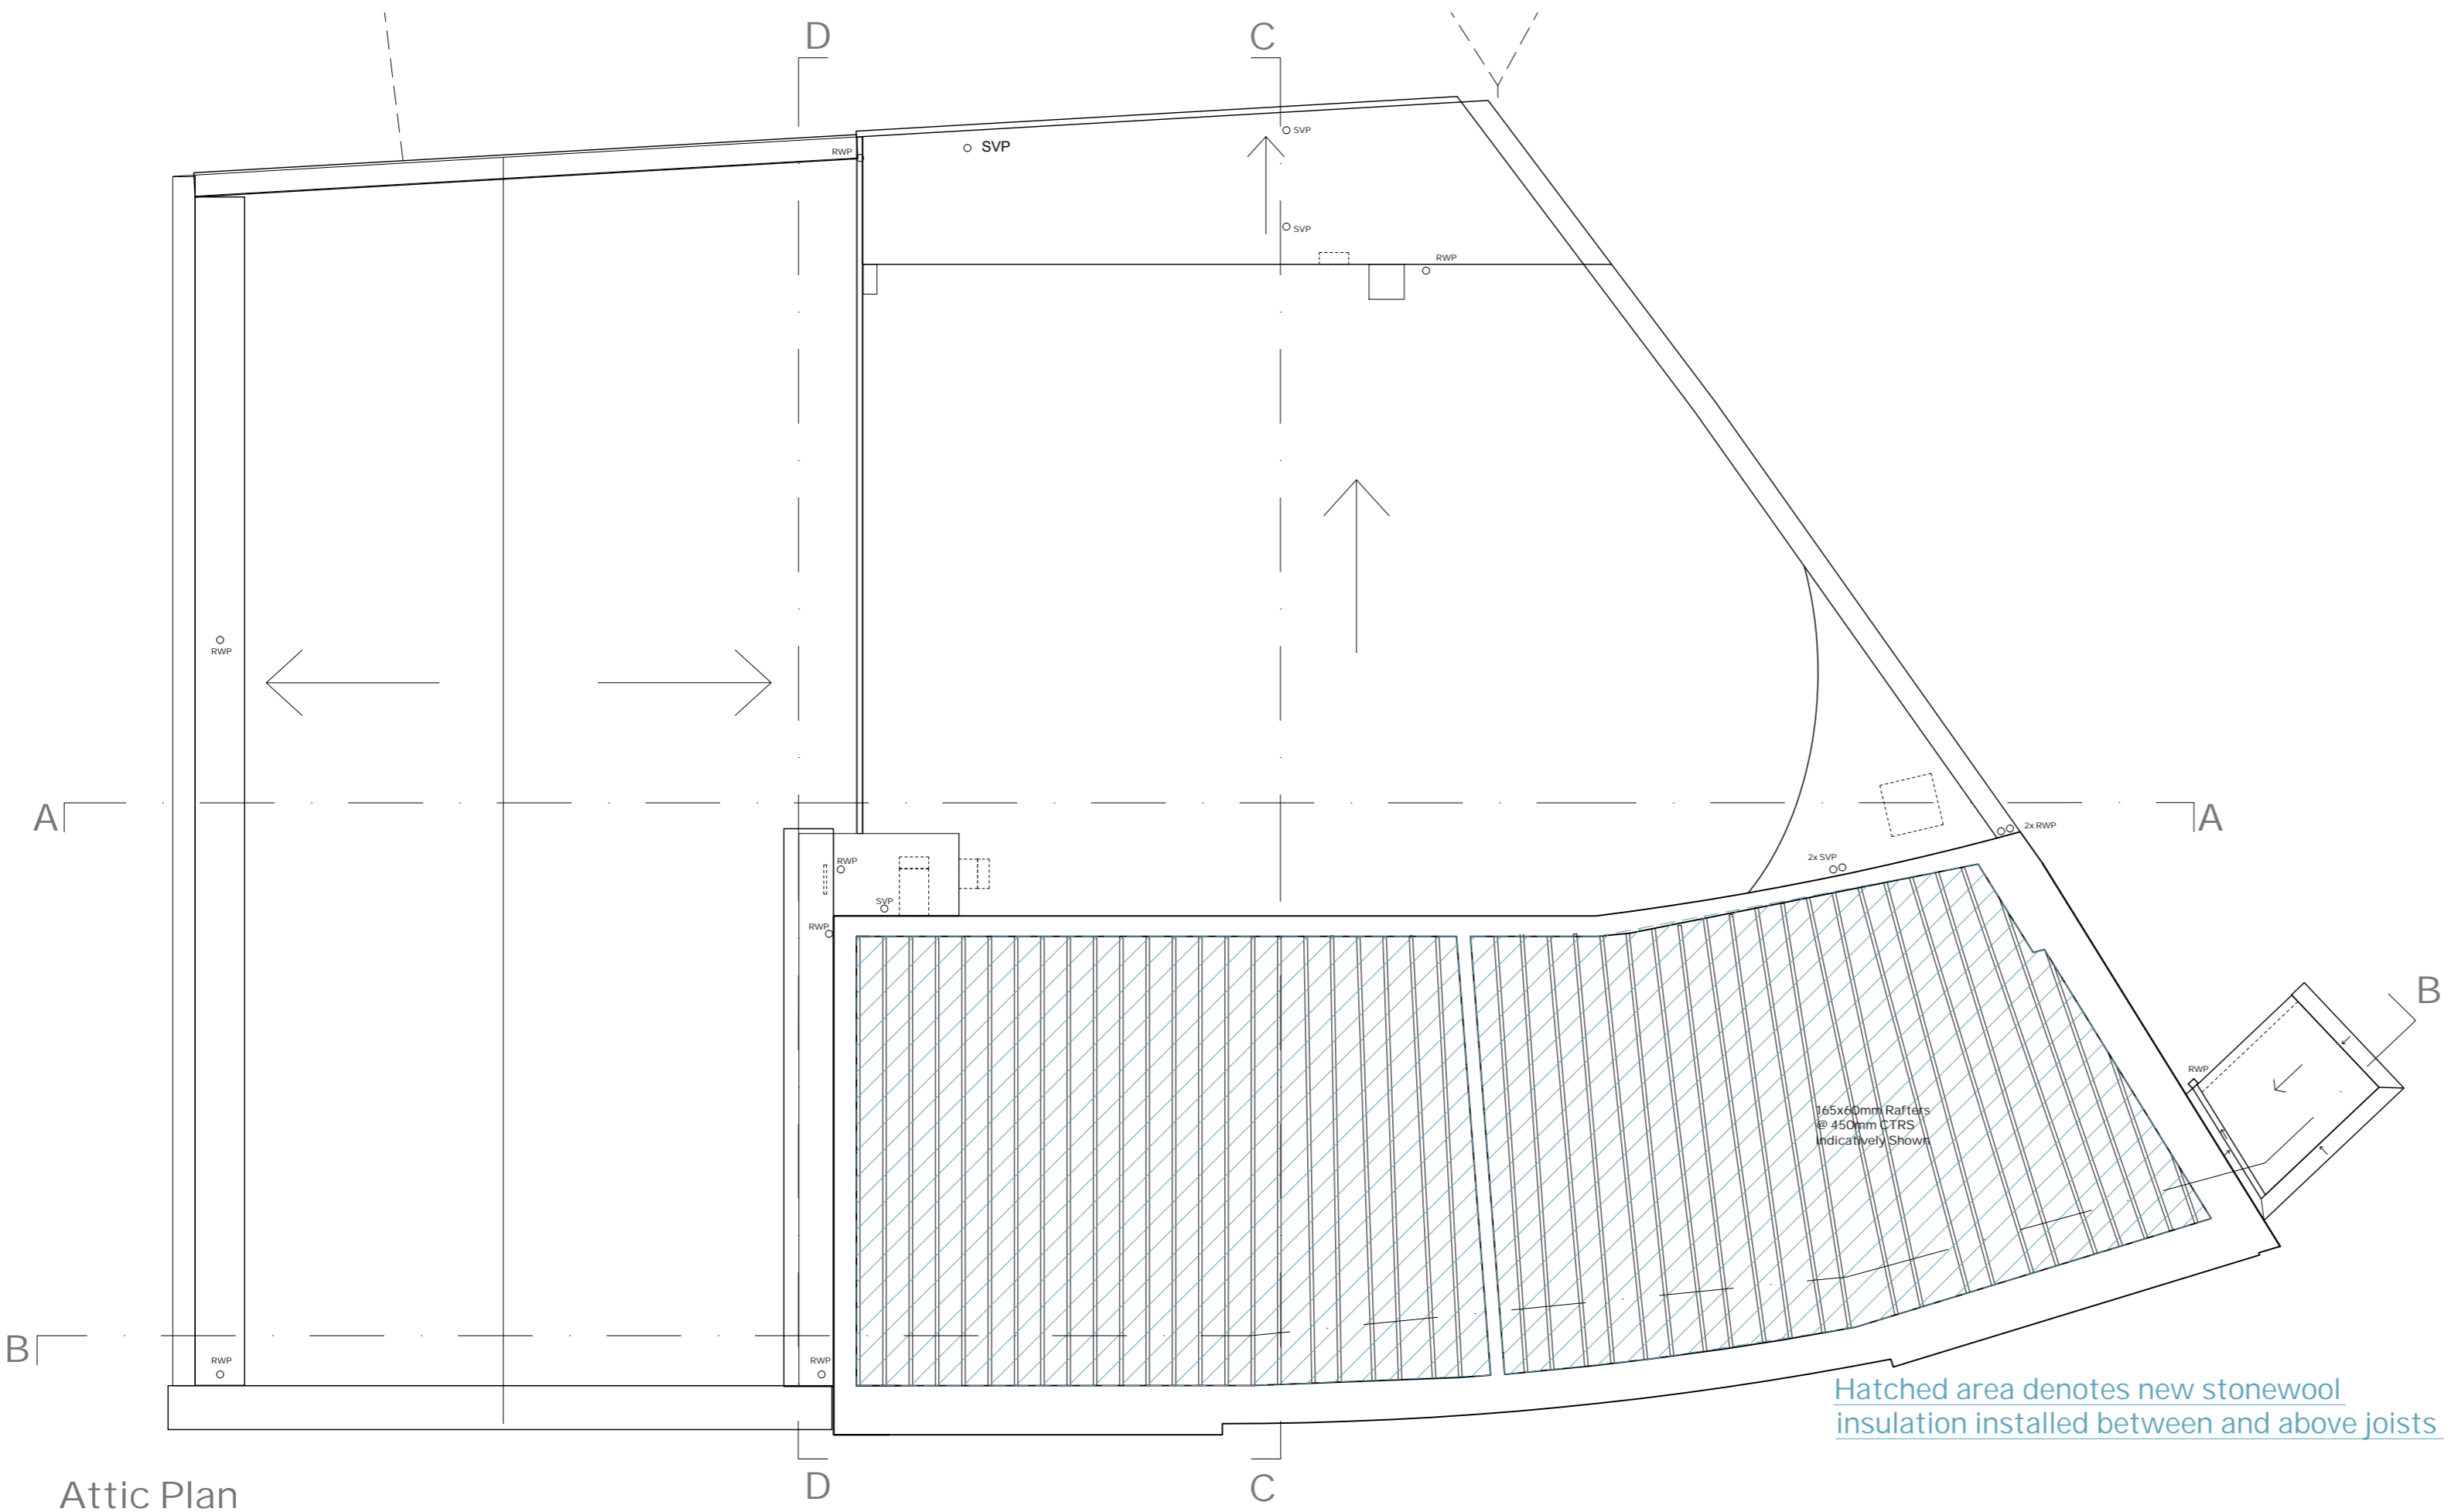 D
C
SVP
RWP
SVP
SVP
RWP
RWP
A
A
2x RWP
2x SVP
RWP
SVP
RWP
B
RWP
165x60mm Rafters
@ 450mm CTRS
Indicatively Shown
B
RWP
RWP
Hatched area denotes new stonewool
insulation installed between and above joists
D
C
Attic Plan